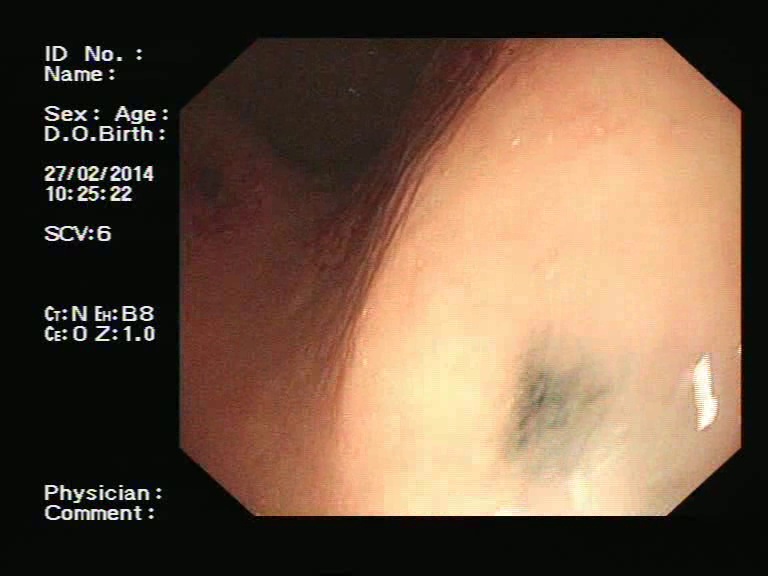 ID No. :
Name:
Sex: Age:
D.O.Birth:
27/02/2014
10:25:22
SCV:6
CT:N EH:B8
CE:0 Z:1.0
Physician:
Comment: